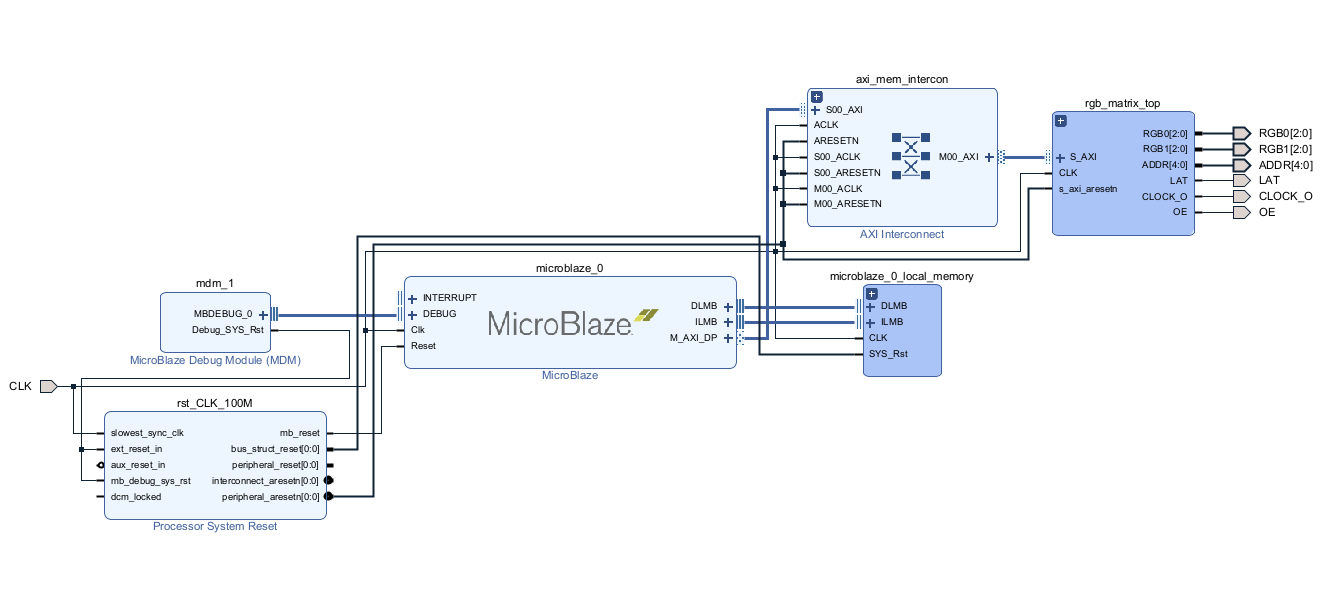 axi_mem_intercon
S00_AXI
ACLK
ARESETN
S00_ACLK
S00_ARESETN
M00_ACLK
M00_ARESETN
M00_AXI
AXI Interconnect
rgb_matrix_top
S_AXI
CLK
s_axi_aresetn
RGB0[2:0]
RGB1[2:0]
ADDR[4:0]
LAT
CLOCK_O
OE
RGB0[2:0]
RGB1[2:0]
ADDR[4:0]
LAT
CLOCK_O
OE
mdm_1
MBDEBUG_0
Debug_SYS_Rst
MicroBlaze Debug Module (MDM)
microblaze_0
INTERRUPT
DEBUG
Clk
Reset
MicroBlaze
DLMB
ILMB
M_AXI_DP
MicroBlaze
microblaze_0_local_memory
DLMB
ILMB
CLK
SYS_Rst
CLK
rst_CLK_100M
slowest_sync_clk
ext_reset_in
aux_reset_in
mb_debug_sys_rst
dcm_locked
mb_reset
bus_struct_reset[0:0]
peripheral_reset[0:0]
interconnect_aresetn[0:0]
peripheral_aresetn[0:0]
Processor System Reset